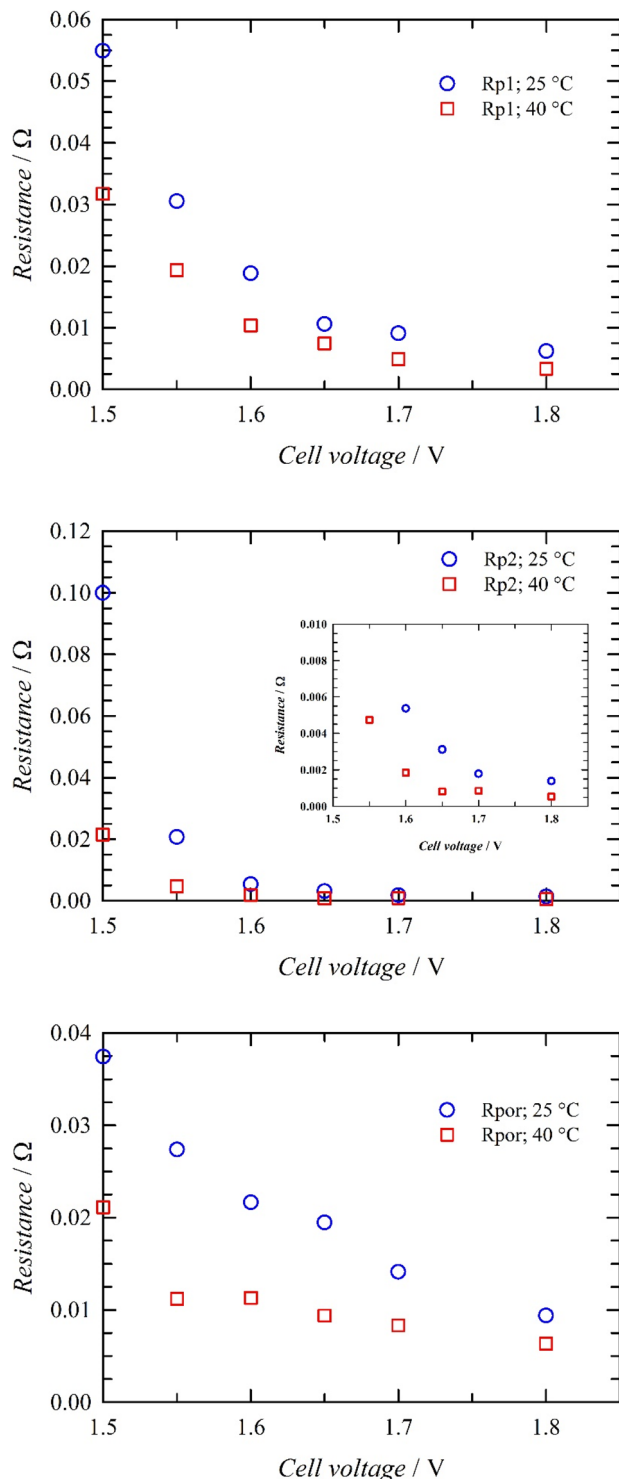 0.06
0.05
0.04
0.03
0.02
0.01
0.00
Resistance / Ω
Rp1; 25 °C
Rp1; 40 °C
1.5 1.6 1.7 1.8
Cell voltage / V
0.12
0.10
0.08
0.06
0.04
0.02
0.00
Resistance / Ω
Rp2; 25 °C
Rp2; 40 °C
0.010
0.008
0.006
0.004
0.002
0.000
Resistance / Ω
1.5 1.6 1.7 1.8
Cell voltage / V
1.5 1.6 1.7 1.8
Cell voltage / V
0.04
0.03
0.02
0.01
0.00
Resistance / Ω
Rpor; 25 °C
Rpor; 40 °C
1.5 1.6 1.7 1.8
Cell voltage / V